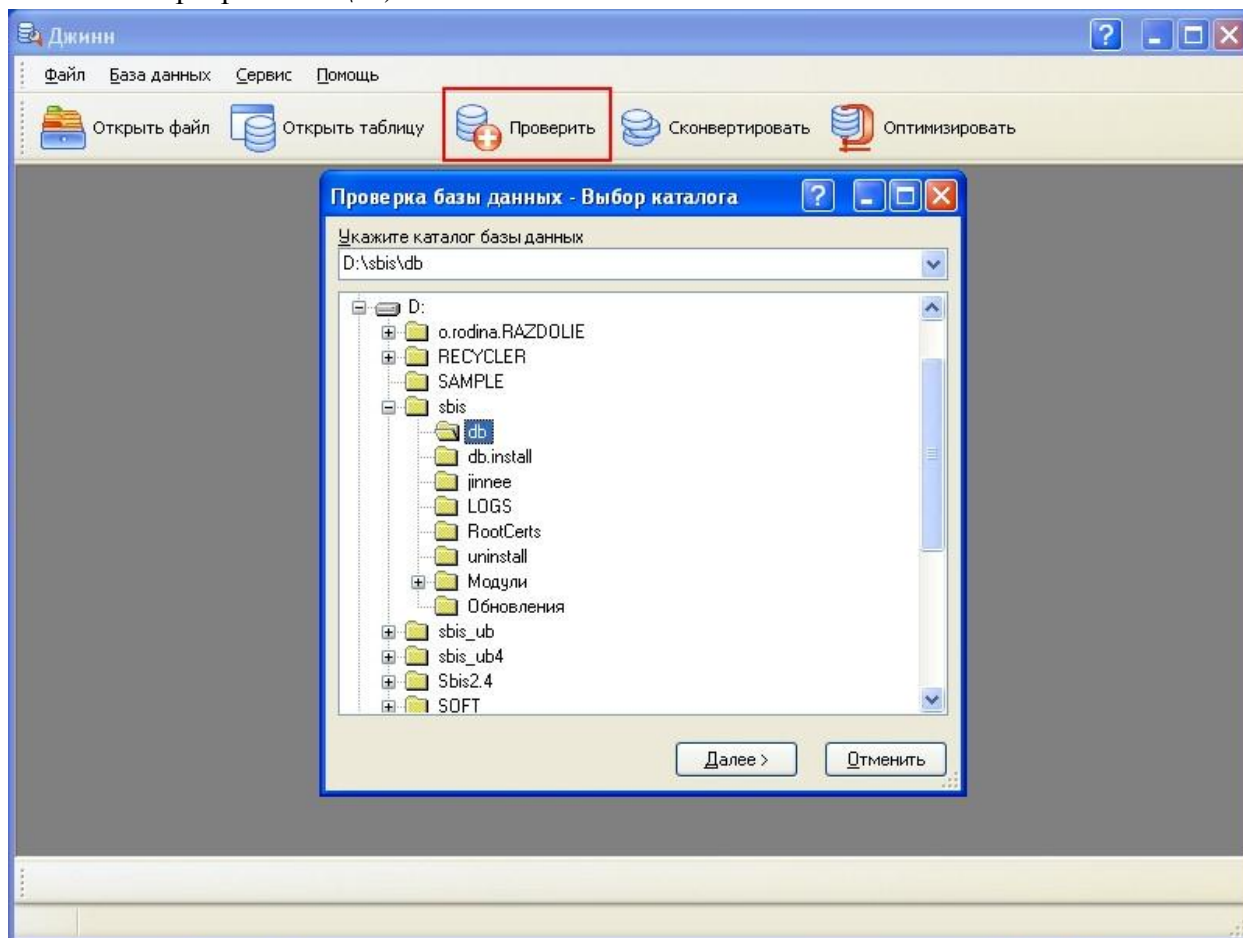 Джинн
Файл База данных Сервис Помощь
Открыть файл Открыть таблицу Проверить Сконвертировать Оптимизировать
Проверка базы данных - Выбор каталога
Укажите каталог базы данных
D:\sbis\db
D:
o.rodina.RAZDOLIE
RECYCLER
SAMPLE
sbis
db
db.install
jinnee
LOGS
RootCerts
uninstall
Модули
Обновления
sbis_ub
sbis_ub4
Sbis2.4
SOFT
Далее > Отменить